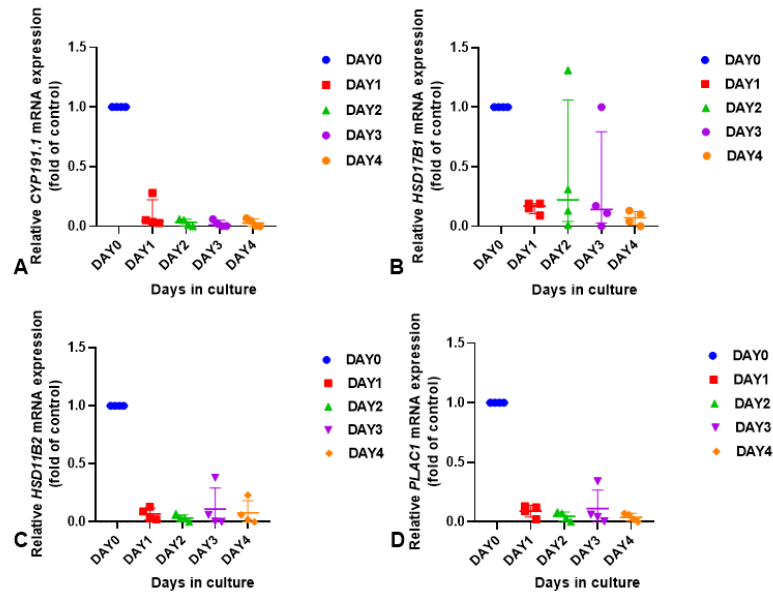 Relative CYP191.1 mRNA expression
(fold of control)
1.5
1.0
0.5
0.0
DAY0
DAY1
DAY2
DAY3
DAY4
Days in culture
DAY0
DAY1
DAY2
DAY3
DAY4
A
Relative HSD17B1 mRNA expression
(fold of control)
1.5
1.0
0.5
0.0
DAY0
DAY1
DAY2
DAY3
DAY4
Days in culture
DAY0
DAY1
DAY2
DAY3
DAY4
B
Relative HSD11B2 mRNA expression
(fold of control)
1.5
1.0
0.5
0.0
DAY0
DAY1
DAY2
DAY3
DAY4
Days in culture
DAY0
DAY1
DAY2
DAY3
DAY4
C
Relative PLAC1 mRNA expression
(fold of control)
1.5
1.0
0.5
0.0
DAY0
DAY1
DAY2
DAY3
DAY4
Days in culture
DAY0
DAY1
DAY2
DAY3
DAY4
D